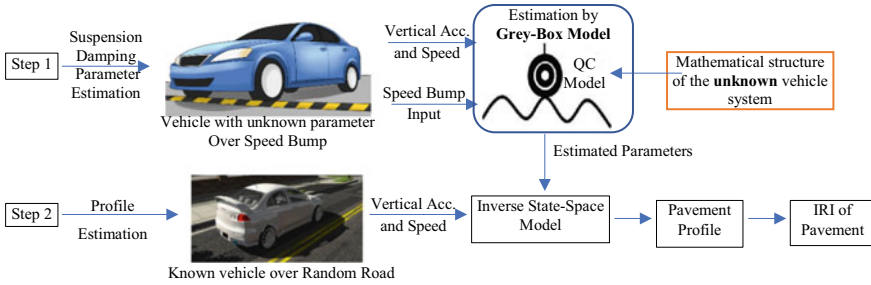 Step 1
Suspension
Damping
Parameter
Estimation
Vehicle with unknown parameter
Over Speed Bump
Vertical Acc.
and Speed
Speed Bump
Input
Estimation by
Grey-Box Model
QC
Model
Mathematical structure
of the unknown vehicle
system
Estimated Parameters
Step 2
Profile
Estimation
Known vehicle over Random Road
Vertical Acc.
and Speed
Inverse State-Space
Model
Pavement
Profile
IRI of
Pavement